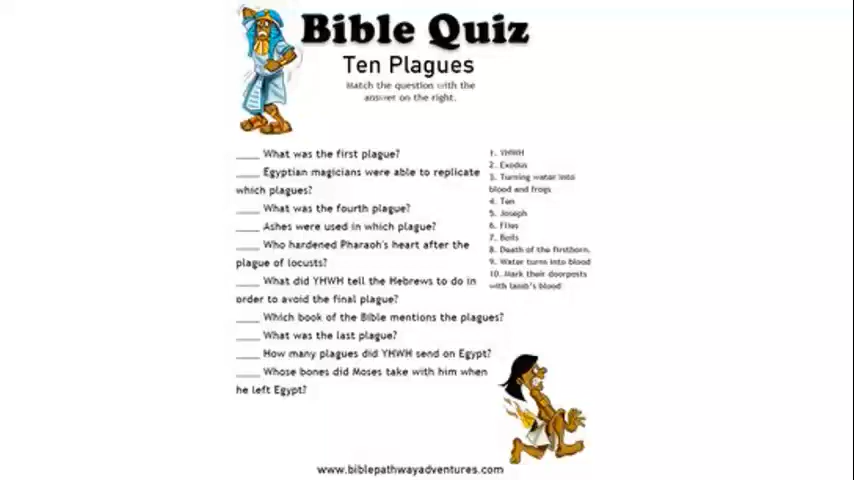 Bible Quiz
Ten Plagues
Match the question with the
answer on the right.
____ What was the first plague?
____ Egyptian magicians were able to replicate
which plagues?
____ What was the fourth plague?
____ Ashes were used in which plague?
____ Who hardened Pharaoh's heart after the
plague of locusts?
____ What did YHWH tell the Hebrews to do in
order to avoid the final plague?
____ Which book of the Bible mentions the plagues?
____ What was the last plague?
____ How many plagues did YHWH send on Egypt?
____ Whose bones did Moses take with him when
he left Egypt?
1. YHWH
2. Exodus
3. Turning water into
blood and frogs
4. Ten
5. Joseph
6. Flies
7. Boils
8. Death of the firstborn.
9. Water turns into blood
10. Mark their doorposts
with lamb's blood
www.biblepathwayadventures.com